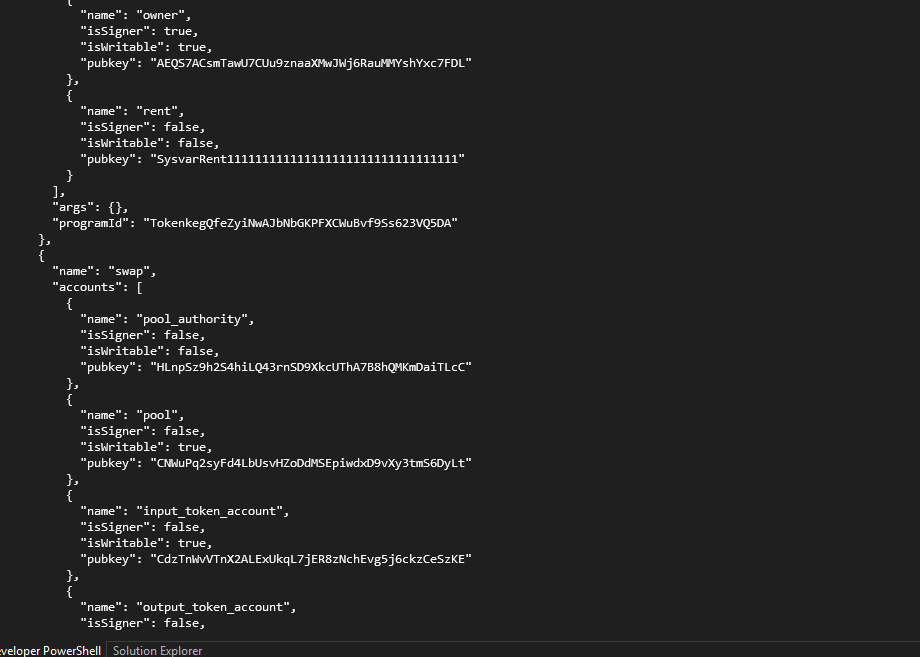 {
"name": "owner",
"isSigner": true,
"isWritable": true,
"pubkey": "AEQS7ACsmTawU7CUu9znaaXMwJWj6RauMMYshYxc7FDL"
},
{
"name": "rent",
"isSigner": false,
"isWritable": false,
"pubkey": "SysvarRent111111111111111111111111111111111"
}
],
"args": {},
"programId": "TokenkegQfeZyiNwAJbNbGKPFXCWuBvf9Ss623VQ5DA"
},
{
"name": "swap",
"accounts": [
{
"name": "pool_authority",
"isSigner": false,
"isWritable": false,
"pubkey": "HLnpSz9h2S4hiLQ43rnSD9XkcUThA7B8hQMKmDaiTLcC"
},
{
"name": "pool",
"isSigner": false,
"isWritable": true,
"pubkey": "CNWuPq2syFd4LbUsvHZoDdMSEpiwdxD9vXy3tmS6DyLt"
},
{
"name": "input_token_account",
"isSigner": false,
"isWritable": true,
"pubkey": "CdzTnWvVTnX2ALExUkqL7jER8zNchEvg5j6ckzCeSzKE"
},
{
"name": "output_token_account",
"isSigner": false,
eveloper PowerShell Solution Explorer